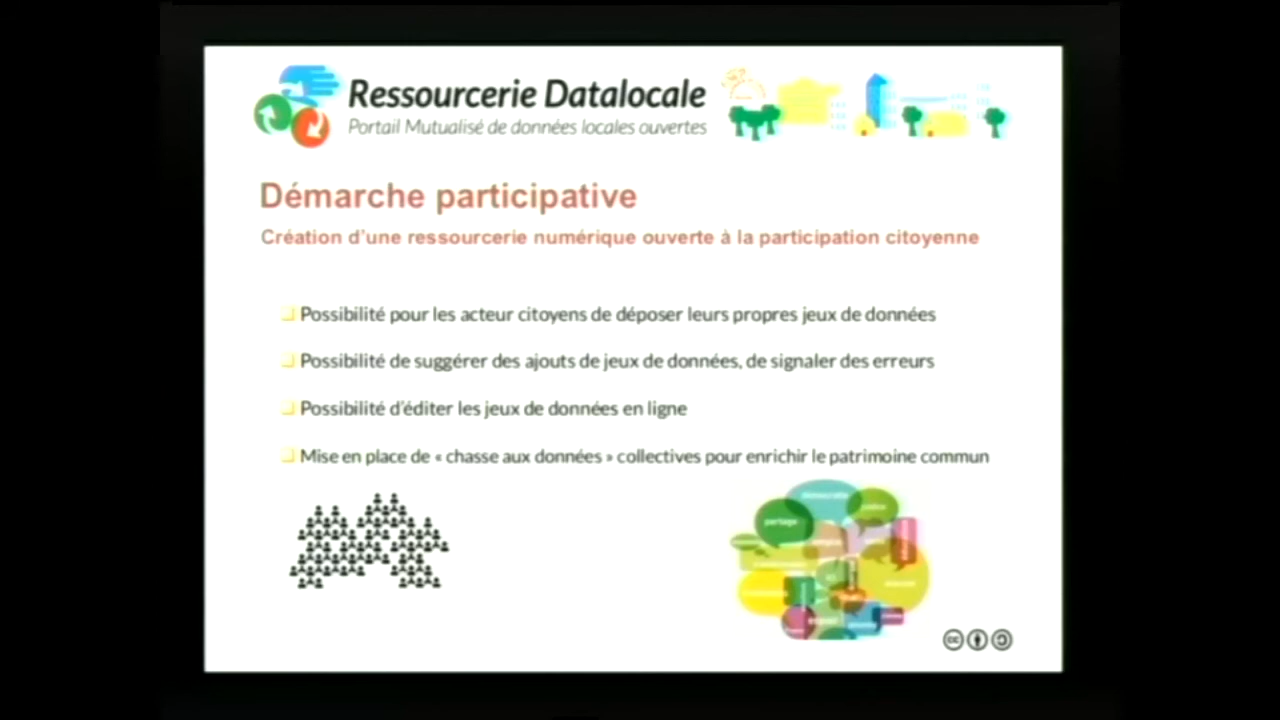 Ressourcerie Datalocale
Portail Mutualisé de données locales ouvertes
Démarche participative
Création d'une ressourcerie numérique ouverte à la participation citoyenne
Possibilité pour les acteur citoyens de déposer leurs propres jeux de données
Possibilité de suggérer des ajouts de jeux de données, de signaler des erreurs
Possibilité d'éditer les jeux de données en ligne
Mise en place de « chasse aux données » collectives pour enrichir le patrimoine commun
partage
cc